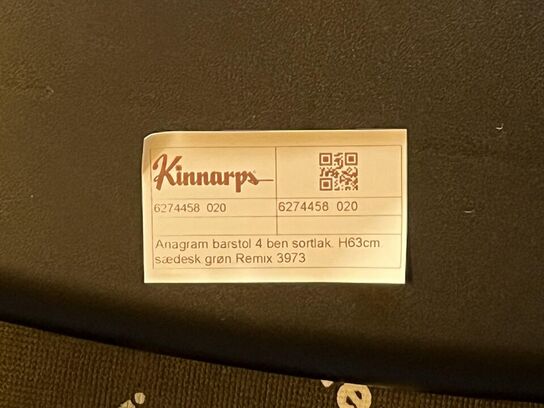 Kinnarps
6274458 020
6274458 020
Anagram barstol 4 ben sortlak. H63cm
sædesk.grøn Remix 3973